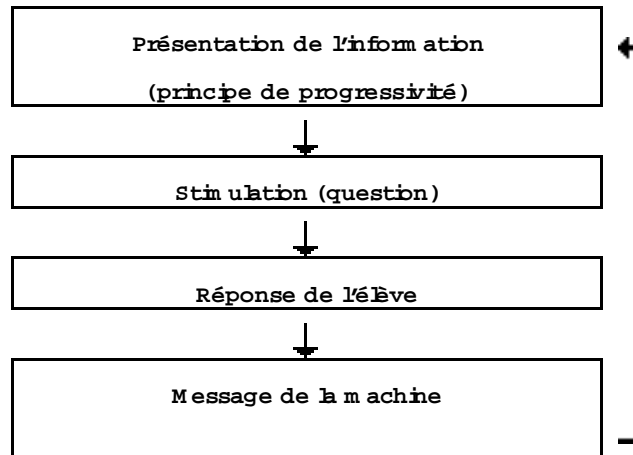 Présentation de l'information
(principe de progressivité)
Stimulation (question)
Réponse de l'élève
Message de la machine